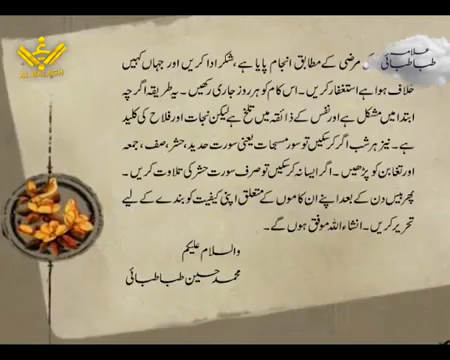 علامہ
طباطبائی
کی مرضی کے مطابق انجام پایا ہے، شکر ادا کریں اور جہاں کہیں
خلاف ہوا ہے استغفار کریں۔ اس کام کو ہر روز جاری رکھیں۔ یہ طریقہ اگر چہ
ابتدا میں مشکل ہے اور نفس کے ذائقہ میں تلخ ہے لیکن نجات اور فلاح کی کلید
ہے۔ نیز ہر شب اگر کر سکیں تو سور مسبحات یعنی سورت حدید، حشر، صف، جمعہ
اور تغابن کو پڑھیں۔ اگر ایسا نہ کر سکیں تو صرف سورت حشر کی تلاوت کریں۔
پھر بیس دن کے بعد اپنے ان کاموں کے متعلق اپنی کیفیت کو بندے کے لیے
تحریر کریں۔ انشاء اللہ موفق ہوں گے۔
والسلام علیکم
محمد حسین طباطبائی
AL BALAGH